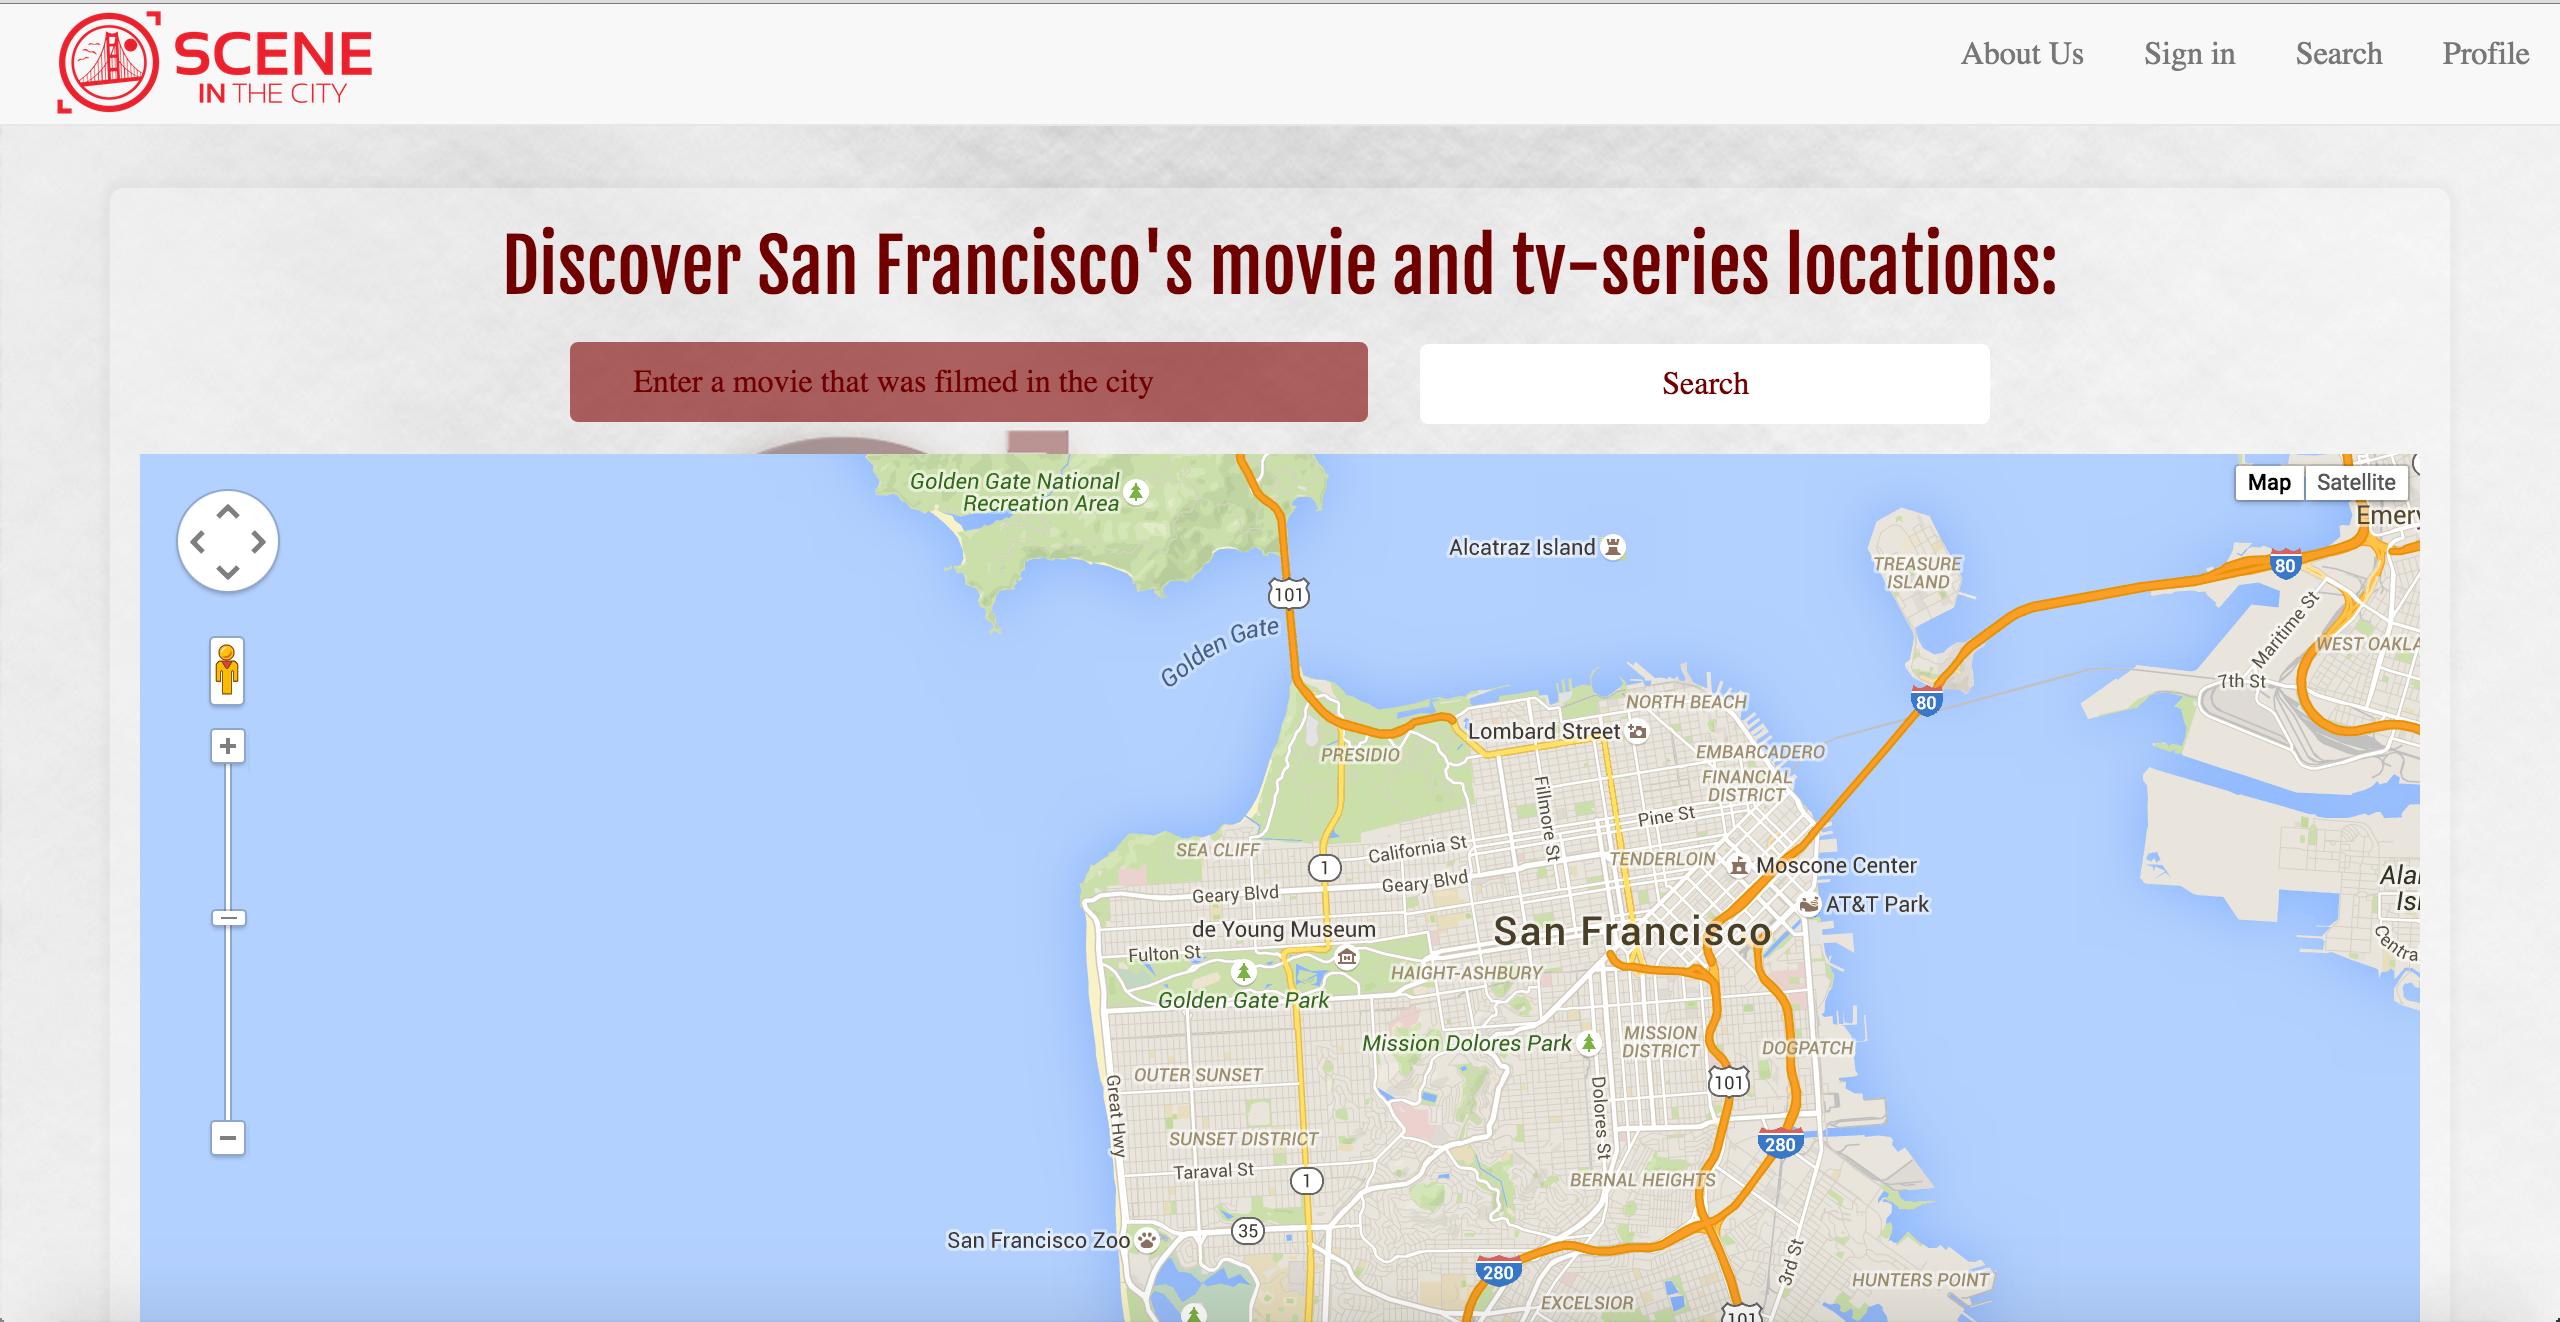 SCENE
IN THE CITY
About Us
Sign in
Search
Profile
Discover San Francisco's movie and tv-series locations:
Enter a movie that was filmed in the city
Search
Map
Satellite
Golden Gate National
Recreation Area
Alcatraz Island
TREASURE
ISLAND
Emery
80
101
Golden Gate
Maritime St
WEST OAKLA
7th St
80
NORTH BEACH
Lombard Street
PRESIDIO
EMBARCADERO
FINANCIAL
DISTRICT
Fillmore St
Pine St
SEA CLIFF
California St
TENDERLOIN
Moscone Center
1
Geary Blvd
Geary Blvd
AT&T Park
Ala
Isl
de Young Museum
San Francisco
Fulton St
Centra
HAIGHT-ASHBURY
Golden Gate Park
Mission Dolores Park
MISSION
DISTRICT
DOGPATCH
OUTER SUNSET
101
Great Hwy
Dolores St
SUNSET DISTRICT
280
Taraval St
1
BERNAL HEIGHTS
San Francisco Zoo
35
3rd St
280
HUNTERS POINT
EXCELSIOR
101